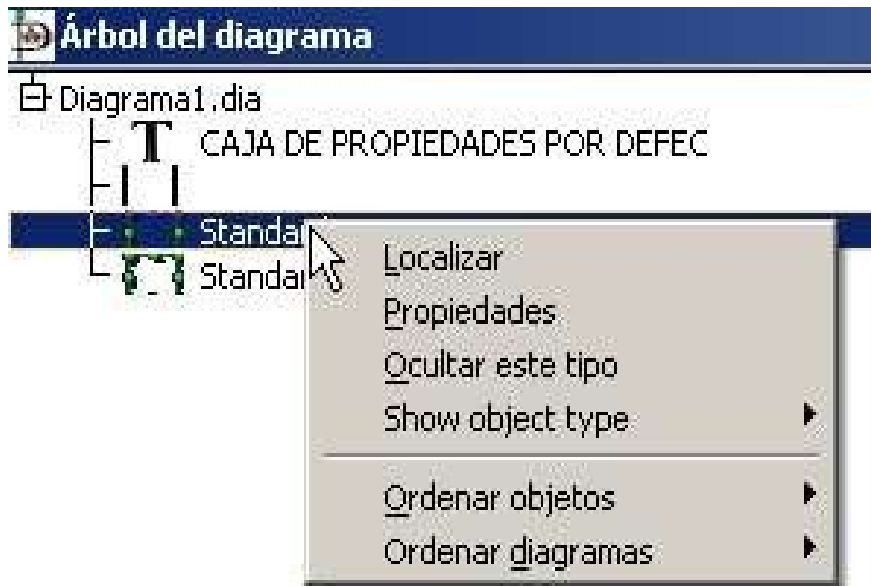 Árbol del diagrama
Diagrama1.dia
CAJA DE PROPIEDADES POR DEFEC
Localizar
Propiedades
Ocultar este tipo
Show object type
Ordenar objetos
Ordenar diagramas